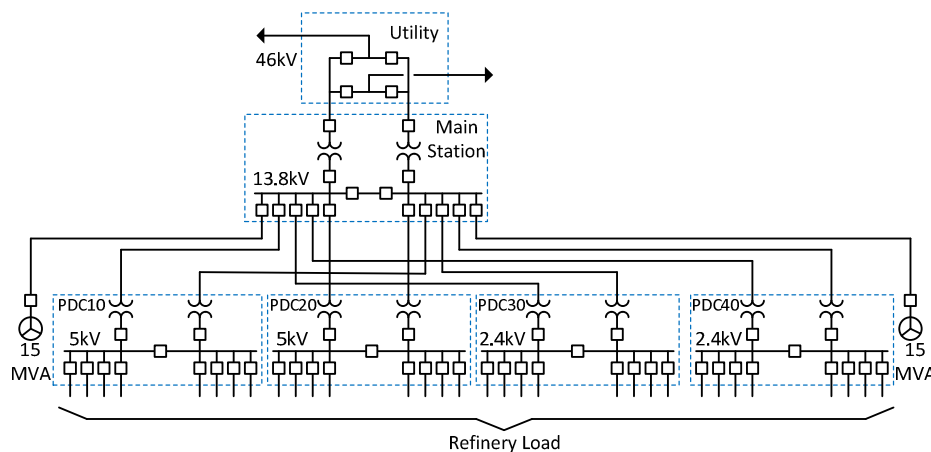 Utility
46kV
Main
Station
13.8kV
PDC10
PDC20
PDC30
PDC40
5kV
5kV
2.4kV
2.4kV
15
MVA
15
MVA
Refinery Load